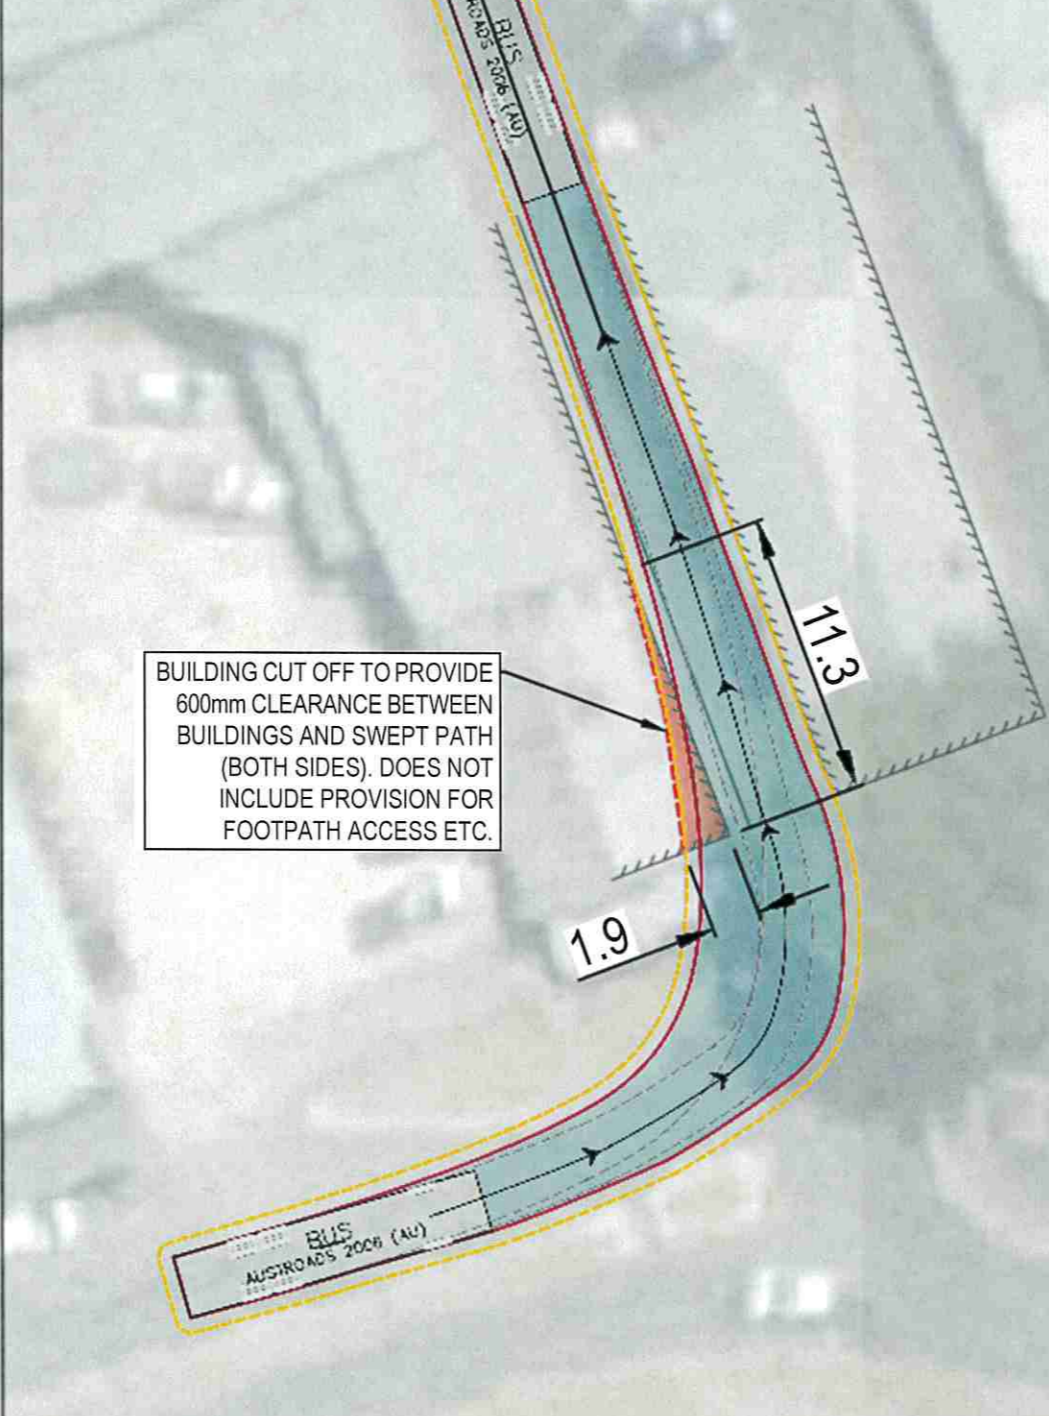 BUS
ROADS 2006 (AU)
11.3
BUILDING CUT OFF TO PROVIDE
600mm CLEARANCE BETWEEN
BUILDINGS AND SWEPT PATH
(BOTH SIDES). DOES NOT
INCLUDE PROVISION FOR
FOOTPATH ACCESS ETC.
1.9
BUS
AUSTROADS 2006 (AU)